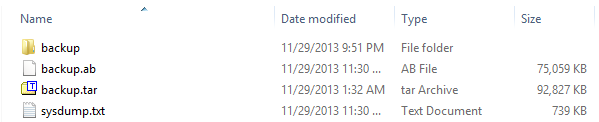 Name Date modified Type Size
backup 11/29/2013 9:51 PM File folder
backup.ab 11/29/2013 11:30 ... AB File 75,059 KB
backup.tar 11/29/2013 1:32 AM tar Archive 92,827 KB
sysdump.txt 11/29/2013 11:30 ... Text Document 739 KB